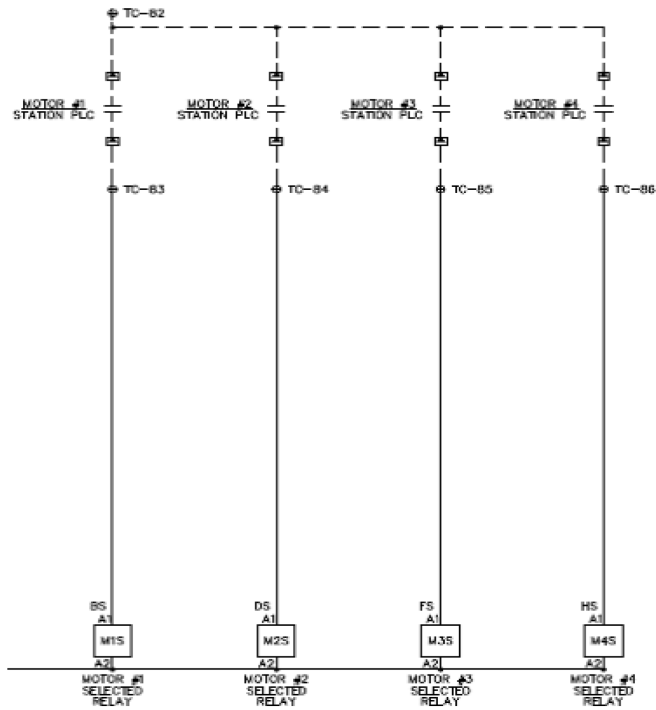 TC-82
MOTOR #1
STATION PLC
MOTOR #2
STATION PLC
MOTOR #3
STATION PLC
MOTOR #4
STATION PLC
TC-83
TC-84
TC-85
TC-86
BS
DS
FS
HS
A1
A1
A1
A1
M1S
M2S
M3S
M4S
A2
A2
A2
A2
MOTOR #1
SELECTED
RELAY
MOTOR #2
SELECTED
RELAY
MOTOR #3
SELECTED
RELAY
MOTOR #4
SELECTED
RELAY